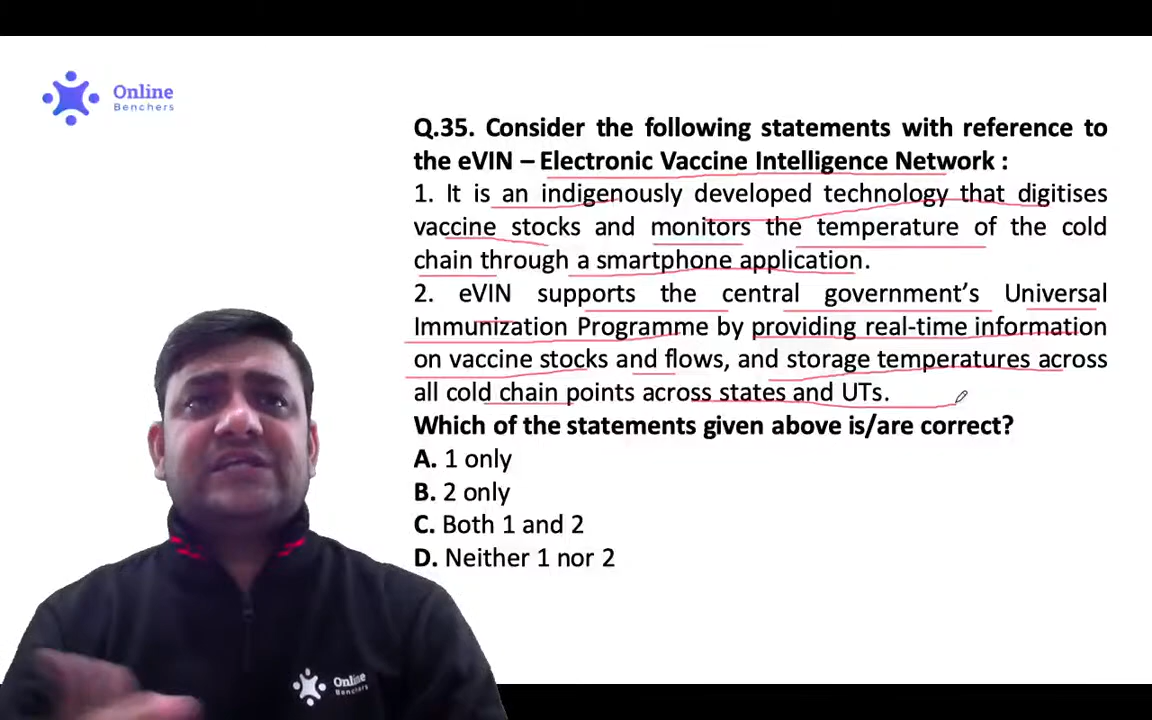 Online
Benchers
Q.35. Consider the following statements with reference to
the eVIN – Electronic Vaccine Intelligence Network :
1. It is an indigenously developed technology that digitises
vaccine stocks and monitors the temperature of the cold
chain through a smartphone application.
2. eVIN supports the central government’s Universal
Immunization Programme by providing real-time information
on vaccine stocks and flows, and storage temperatures across
all cold chain points across states and UTs.
Which of the statements given above is/are correct?
A. 1 only
B. 2 only
C. Both 1 and 2
D. Neither 1 nor 2
Online
Benchers